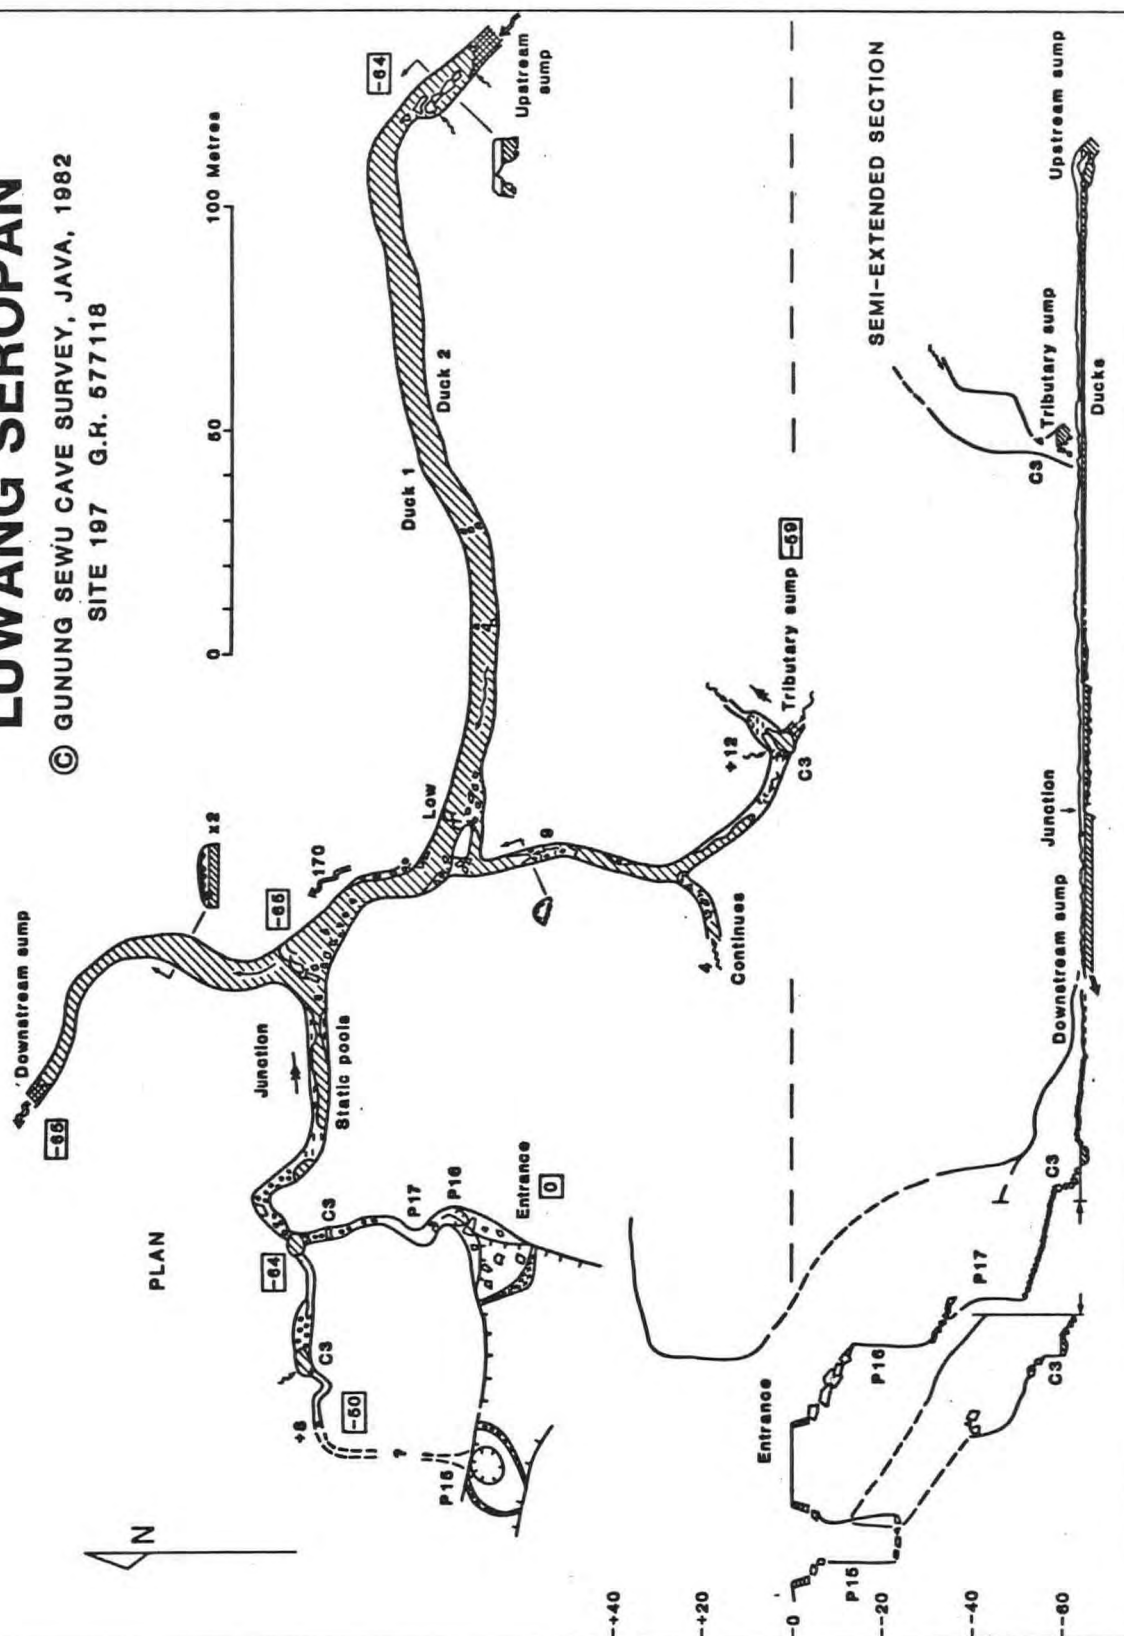 LUWANG SEROPAN
© GUNUNG SEWU CAVE SURVEY, JAVA, 1982
SITE 197 G.R. 577118
0 50 100 Metres
PLAN
N
Downstream sump
-65
x2
-65
170
Junction
Static pools
Low
Duck 1
Duck 2
-64
Upstream
sump
9
4
Continues
+12
C3
Tributary sump -59
-64
C3
P17
P16
Entrance
0
C3
-50
+8
?
P15
SEMI-EXTENDED SECTION
+40
+20
0
-20
-40
-60
Entrance
P15
P16
P17
C3
C3
Downstream sump
Junction
C3
Tributary sump
Ducks
Upstream sump